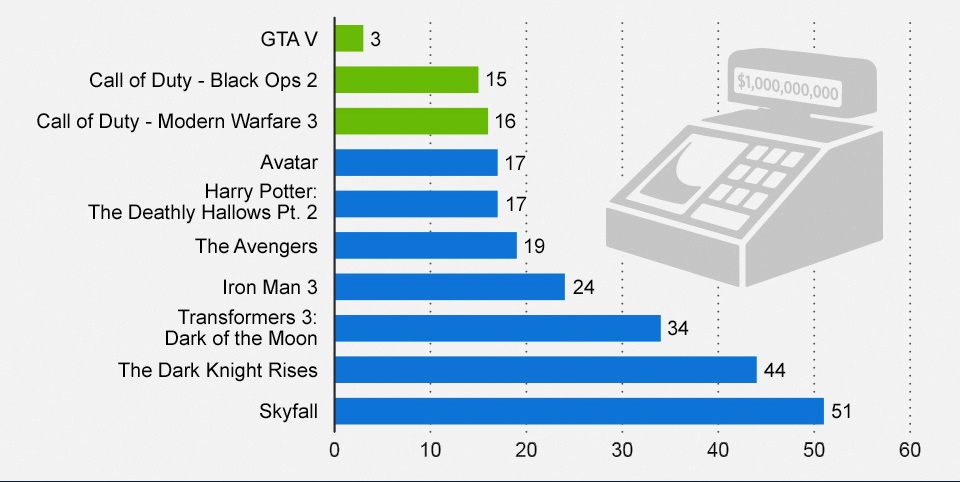 GTA V 3
Call of Duty - Black Ops 2 15
Call of Duty - Modern Warfare 3 16
Avatar 17
Harry Potter:
The Deathly Hallows Pt. 2 17
The Avengers 19
Iron Man 3 24
Transformers 3:
Dark of the Moon 34
The Dark Knight Rises 44
Skyfall 51
0 10 20 30 40 50 60
$1,000,000,000